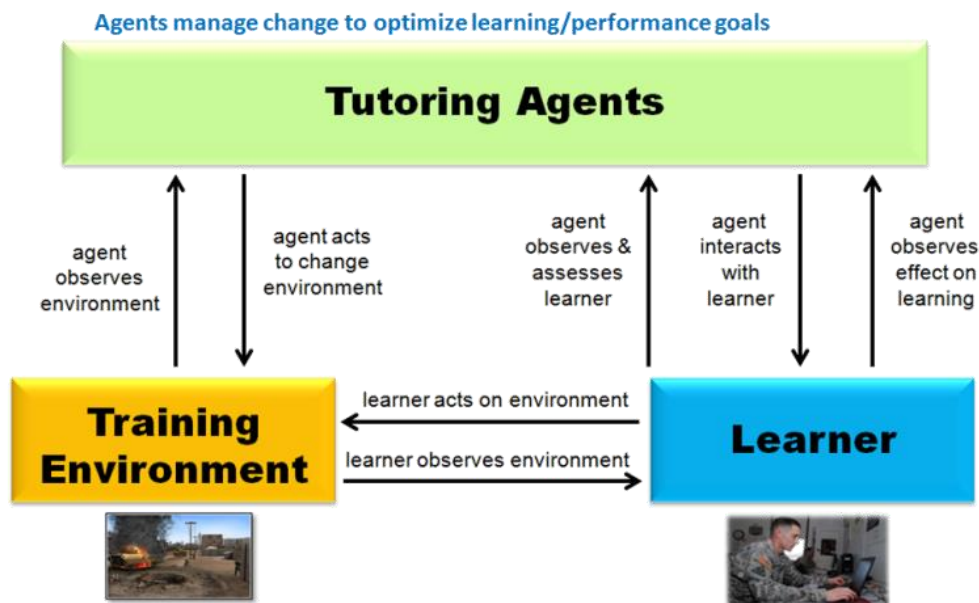 Agents manage change to optimize learning/performance goals
Tutoring Agents
agent
observes
environment
agent acts
to change
environment
agent
observes &
assesses
learner
agent
interacts
with
learner
agent
observes
effect on
learning
learner acts on environment
learner observes environment
Training
Environment
Learner